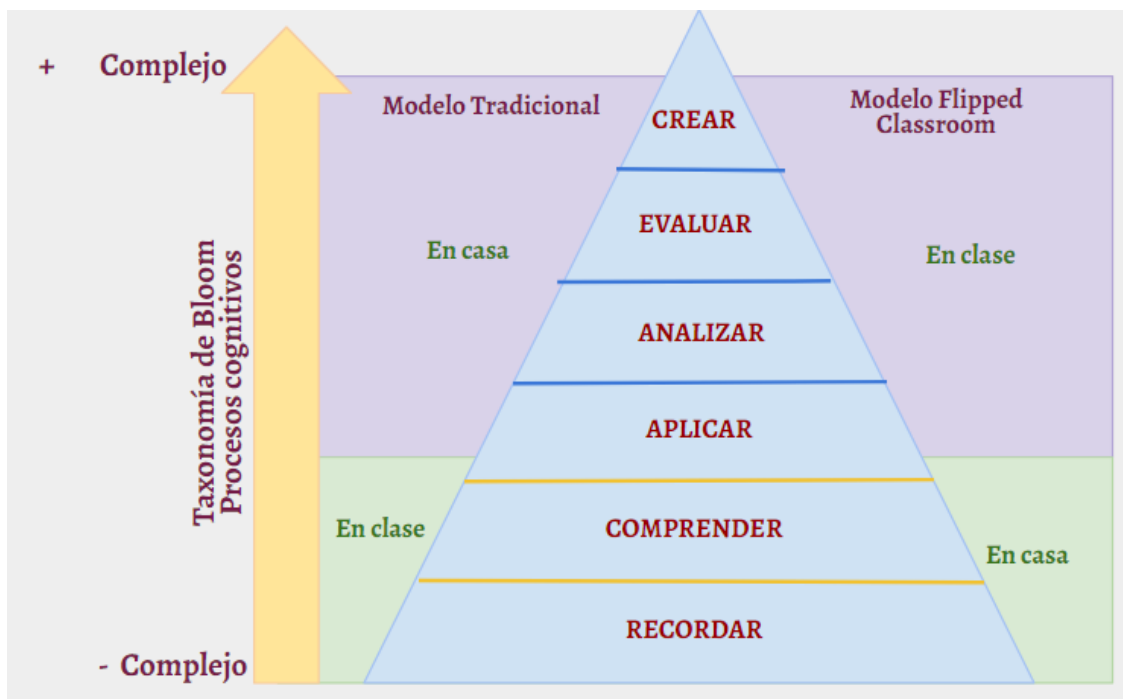 + Complejo
Modelo Tradicional
Modelo Flipped
Classroom
CREAR
EVALUAR
En casa
En clase
ANALIZAR
Taxonomía de Bloom
Procesos cognitivos
APLICAR
En clase
COMPRENDER
En casa
RECORDAR
- Complejo